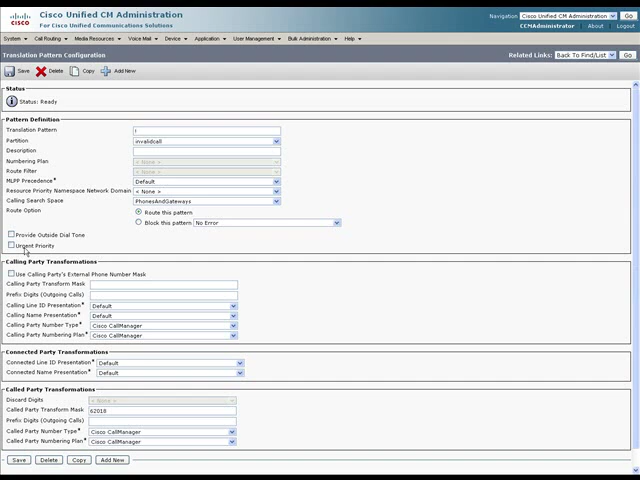 CISCO
Cisco Unified CM Administration
For Cisco Unified Communications Solutions
Navigation Cisco Unified CM Administration Go
CCMAdministrator About Logout
System Call Routing Media Resources Voice Mail Device Application User Management Bulk Administration Help
Translation Pattern Configuration
Related Links: Back To Find/List Go
Save Delete Copy Add New
Status
Status: Ready
Pattern Definition
Translation Pattern
Partition invalidcall
Description
Numbering Plan < None >
Route Filter < None >
MLPP Precedence* Default
Resource Priority Namespace Network Domain < None >
Calling Search Space PhonesAndGateways
Route Option Route this pattern
Block this pattern No Error
Provide Outside Dial Tone
Urgent Priority
Calling Party Transformations
Use Calling Party's External Phone Number Mask
Calling Party Transform Mask
Prefix Digits (Outgoing Calls)
Calling Line ID Presentation* Default
Calling Name Presentation* Default
Calling Party Number Type* Cisco CallManager
Calling Party Numbering Plan* Cisco CallManager
Connected Party Transformations
Connected Line ID Presentation* Default
Connected Name Presentation* Default
Called Party Transformations
Discard Digits < None >
Called Party Transform Mask 62018
Prefix Digits (Outgoing Calls)
Called Party Number Type* Cisco CallManager
Called Party Numbering Plan* Cisco CallManager
Save Delete Copy Add New